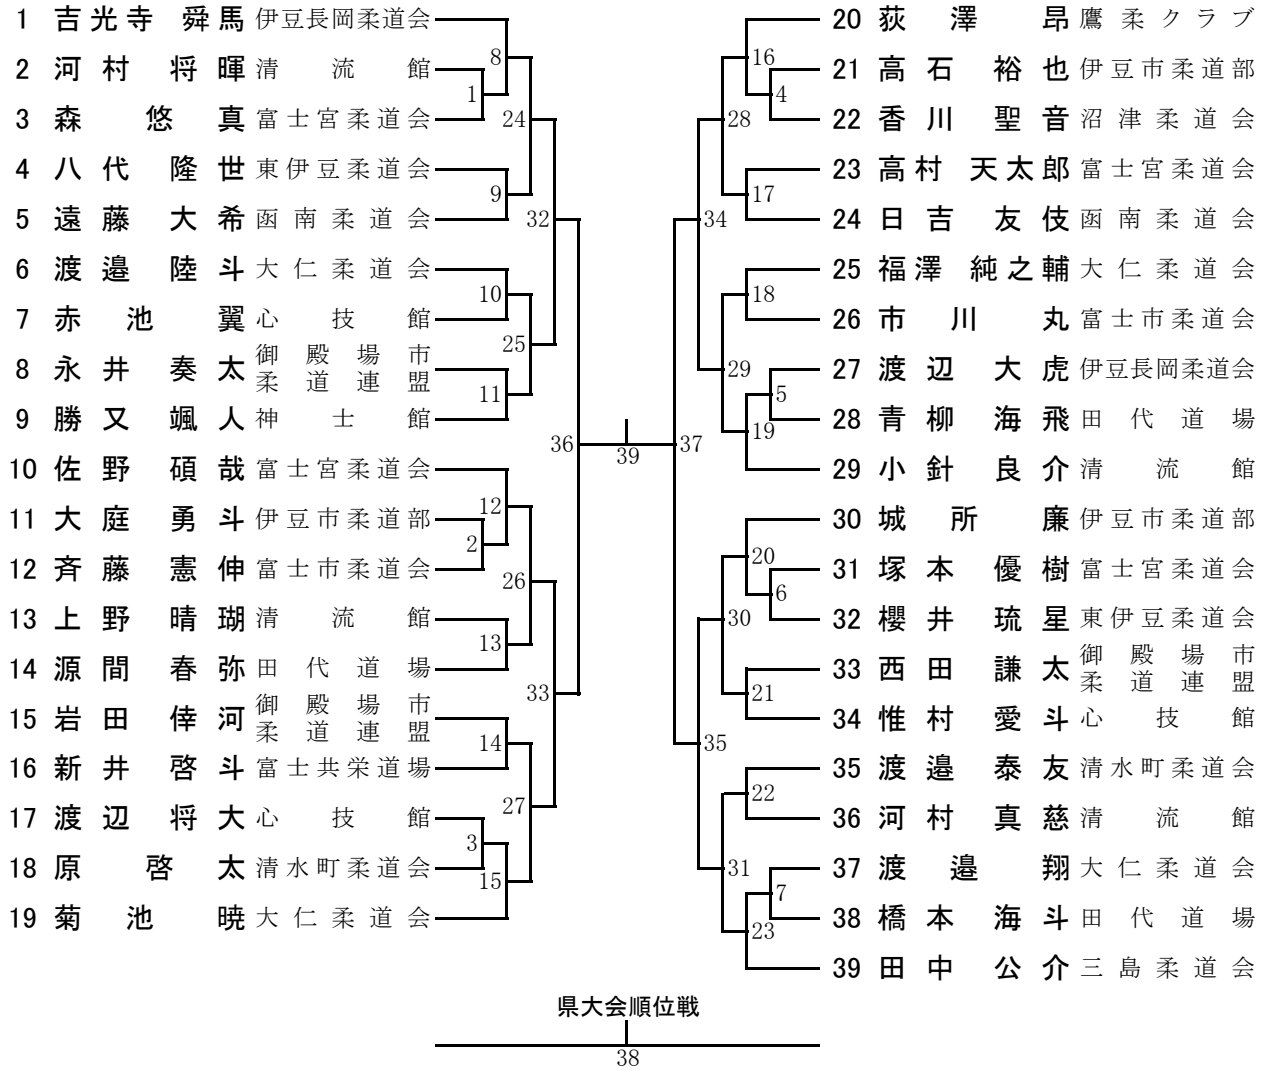 1 吉光寺 舜馬 伊豆長岡柔道会
2 河村 将暉 清流館
3 森 悠真 富士宮柔道会
4 八代 隆世 東伊豆柔道会
5 遠藤 大希 函南柔道会
6 渡邉 陸斗 大仁柔道会
7 赤池 翼 心技館
8 永井 奏太 御殿場市
柔道連盟
9 勝又 颯人 神士館
10 佐野 碩哉 富士宮柔道会
11 大庭 勇斗 伊豆市柔道部
12 斉藤 憲伸 富士市柔道会
13 上野 晴瑚 清流館
14 源間 春弥 田代道場
15 岩田 倖河 御殿場市
柔道連盟
16 新井 啓斗 富士共栄道場
17 渡辺 将大 心技館
18 原 啓太 清水町柔道会
19 菊池 暁 大仁柔道会
8
1
24
9
32
10
25
11
36
12
2
26
13
33
14
27
3
15
39
16
4
28
17
34
18
29
5
19
37
20
6
30
21
35
22
31
7
23
20 荻澤 昂 鷹柔クラブ
21 高石 裕也 伊豆市柔道部
22 香川 聖音 沼津柔道会
23 高村 天太郎 富士宮柔道会
24 日吉 友伎 函南柔道会
25 福澤 純之輔 大仁柔道会
26 市川 丸 富士市柔道会
27 渡辺 大虎 伊豆長岡柔道会
28 青柳 海飛 田代道場
29 小針 良介 清流館
30 城所 廉 伊豆市柔道部
31 塚本 優樹 富士宮柔道会
32 櫻井 琉星 東伊豆柔道会
33 西田 謙太 御殿場市
柔道連盟
34 惟村 愛斗 心技館
35 渡邉 泰友 清水町柔道会
36 河村 真慈 清流館
37 渡邉 翔 大仁柔道会
38 橋本 海斗 田代道場
39 田中 公介 三島柔道会
県大会順位戦
38